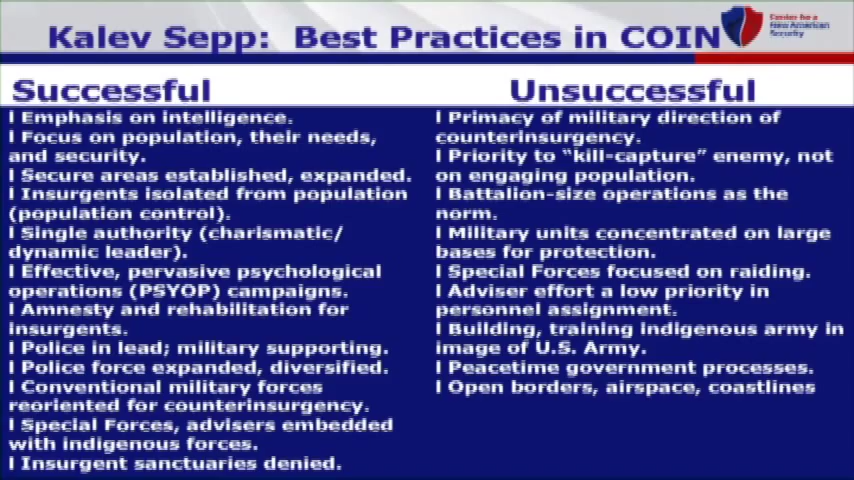 Kalev Sepp: Best Practices in COIN
Center for a
New American
Security
Successful
l Emphasis on intelligence.
l Focus on population, their needs,
and security.
l Secure areas established, expanded.
l Insurgents isolated from population
(population control).
l Single authority (charismatic/
dynamic leader).
l Effective, pervasive psychological
operations (PSYOP) campaigns.
l Amnesty and rehabilitation for
insurgents.
l Police in lead; military supporting.
l Police force expanded, diversified.
l Conventional military forces
reoriented for counterinsurgency.
l Special Forces, advisers embedded
with indigenous forces.
l Insurgent sanctuaries denied.
Unsuccessful
l Primacy of military direction of
counterinsurgency.
l Priority to “kill-capture” enemy, not
on engaging population.
l Battalion-size operations as the
norm.
l Military units concentrated on large
bases for protection.
l Special Forces focused on raiding.
l Adviser effort a low priority in
personnel assignment.
l Building, training indigenous army in
image of U.S. Army.
l Peacetime government processes.
l Open borders, airspace, coastlines